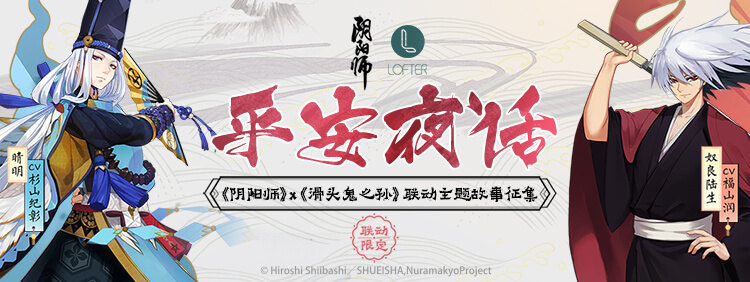 阴阳师
LOFTER
平安夜话
《阴阳师》x《滑头鬼之孙》联动主题故事征集
联动
限定
晴明
CV杉山纪彰
奴良陆生
CV福山润
© Hiroshi Shiibashi／SHUEISHA,NuramakyoProject